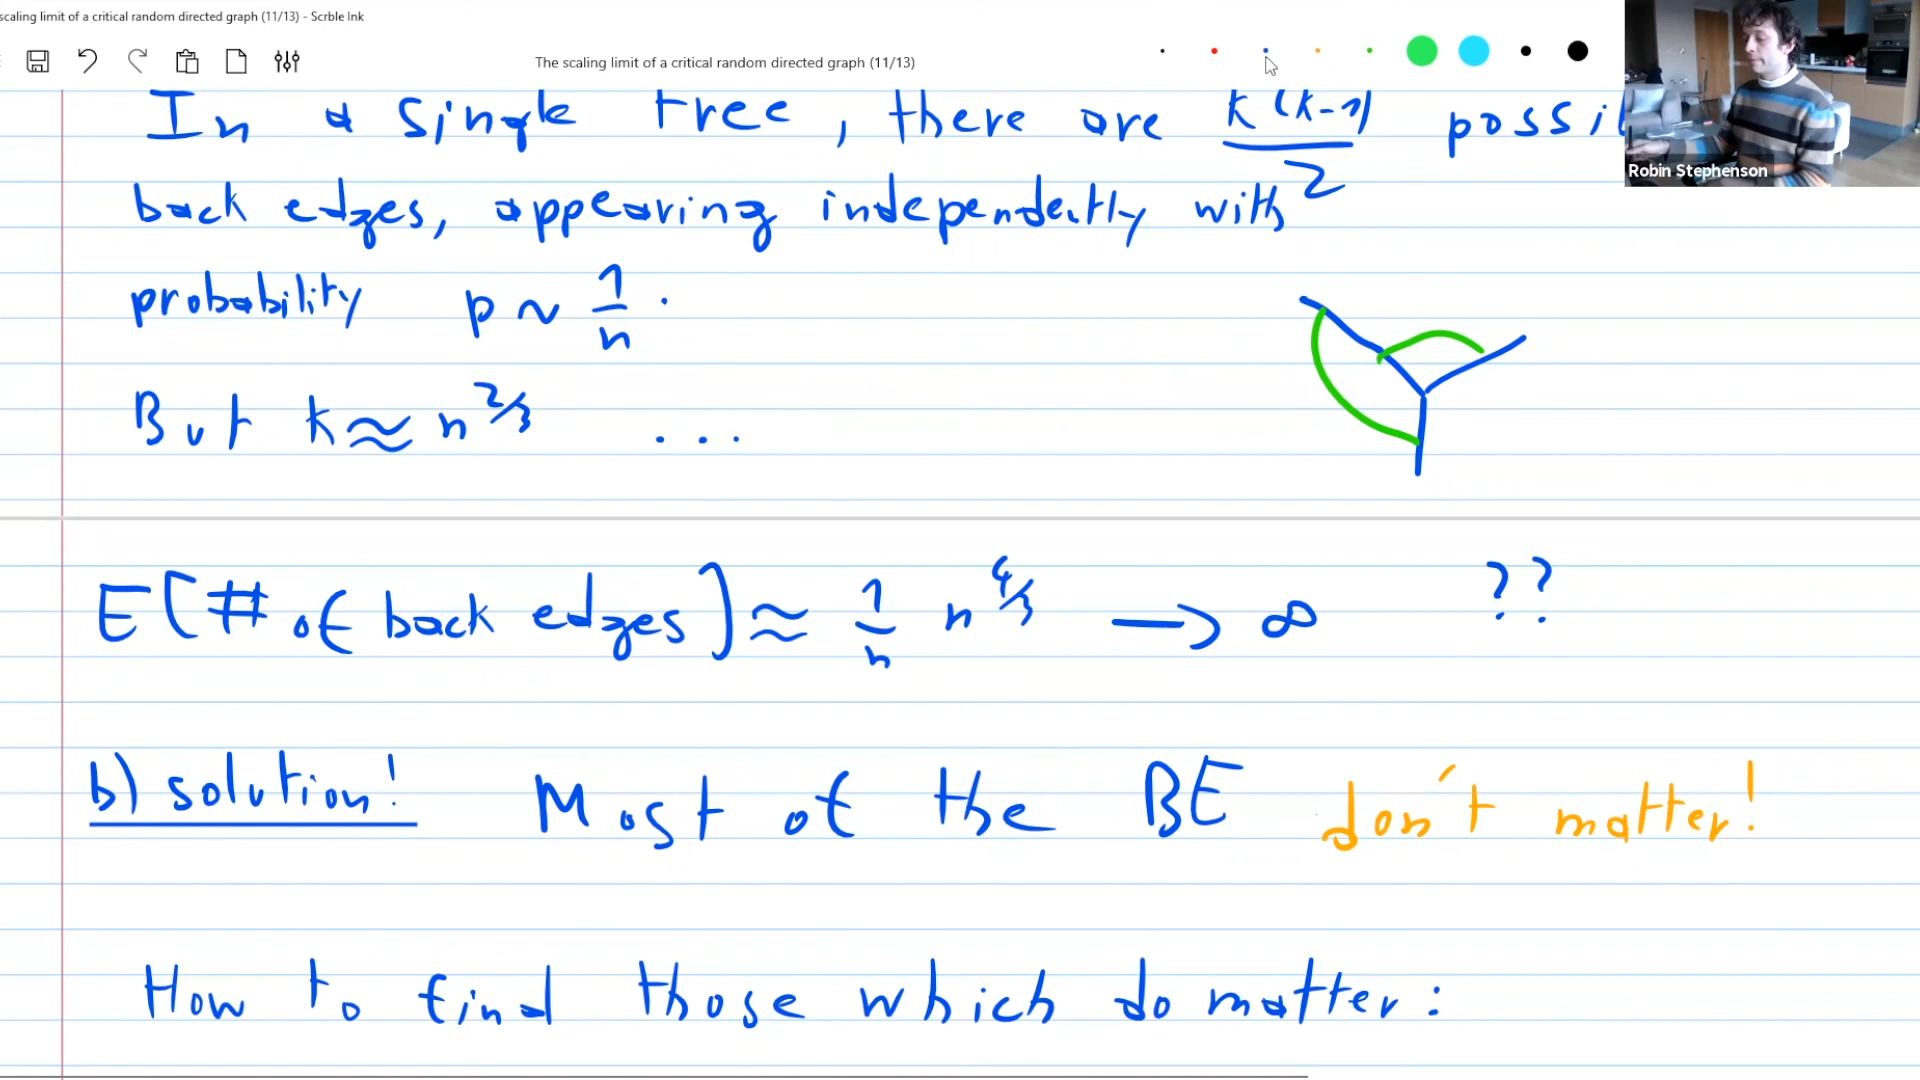 scaling limit of a critical random directed graph (11/13) - Scrble Ink
The scaling limit of a critical random directed graph (11/13)
Robin Stephenson
In a single tree, there are k(k-1)/2 possi
back edges, appearing independently with
probability p ~ 1/n.
But k ≈ n^2/3 ...
E[# of back edges] ≈ 1/n n^4/3 → ∞ ??
b) solution! Most of the BE don't matter!
How to find those which do matter: